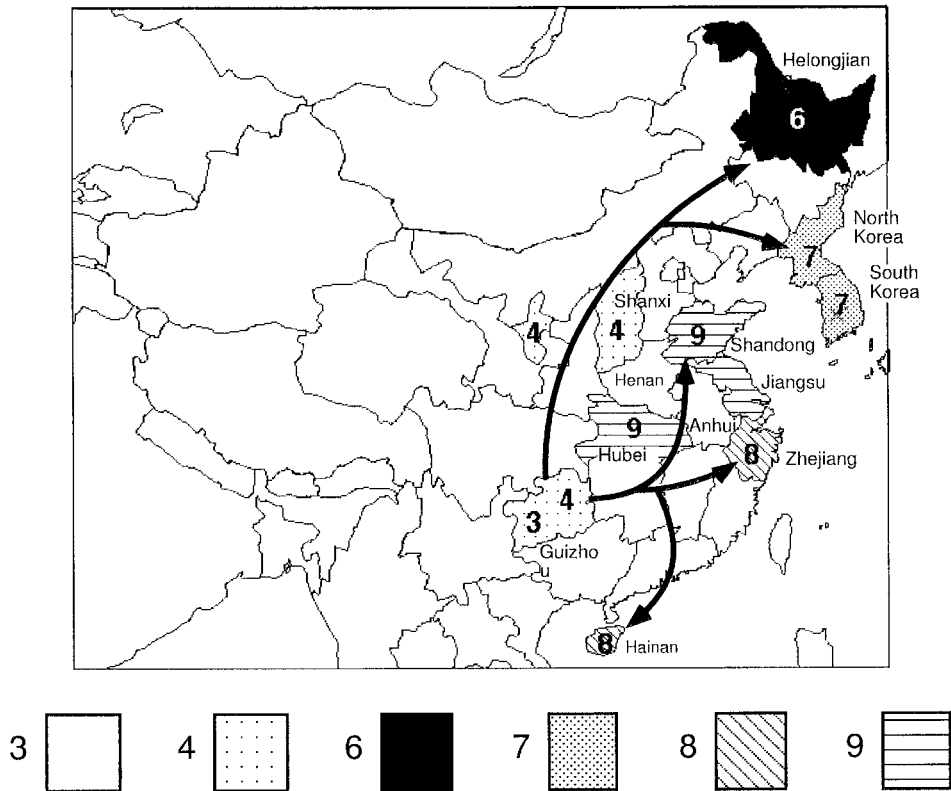 Helongjian
6
North
Korea
7
South
Korea
7
Shanxi
4
4
9
Shandong
Henan
Jiangsu
9
Anhui
Hubei
8
Zhejiang
4
3
Guizho
u
8
Hainan
3
4
6
7
8
9